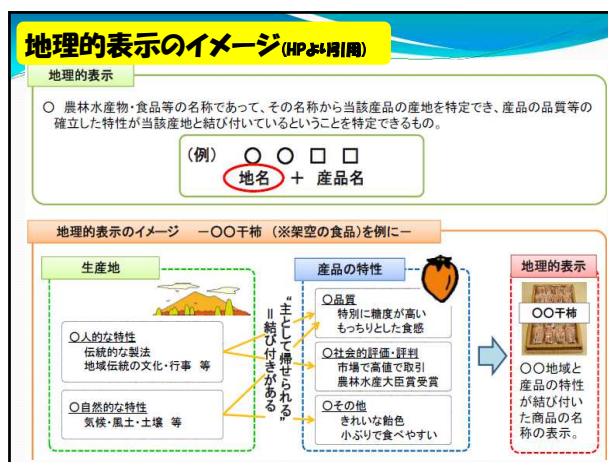 地理的表示のイメージ(HPより引用)
地理的表示
○ 農林水産物・食品等の名称であって、その名称から当該産品の産地を特定でき、産品の品質等の
確立した特性が当該産地と結び付いているということを特定できるもの。
(例) ○ ○ □ □
地名 + 産品名
地理的表示のイメージ -○○干柿 (※架空の食品)を例に-
生産地
○人的な特性
伝統的な製法
地域伝統の文化・行事 等
○自然的な特性
気候・風土・土壌 等
“主として帰せられる”
=結び付きがある
産品の特性
○品質
特別に糖度が高い
もっちりとした食感
○社会的評価・評判
市場で高値で取引
農林水産大臣賞受賞
○その他
きれいな飴色
小ぶりで食べやすい
地理的表示
○○干柿
○○地域と
産品の特性
が結び付い
た商品の名
称の表示。